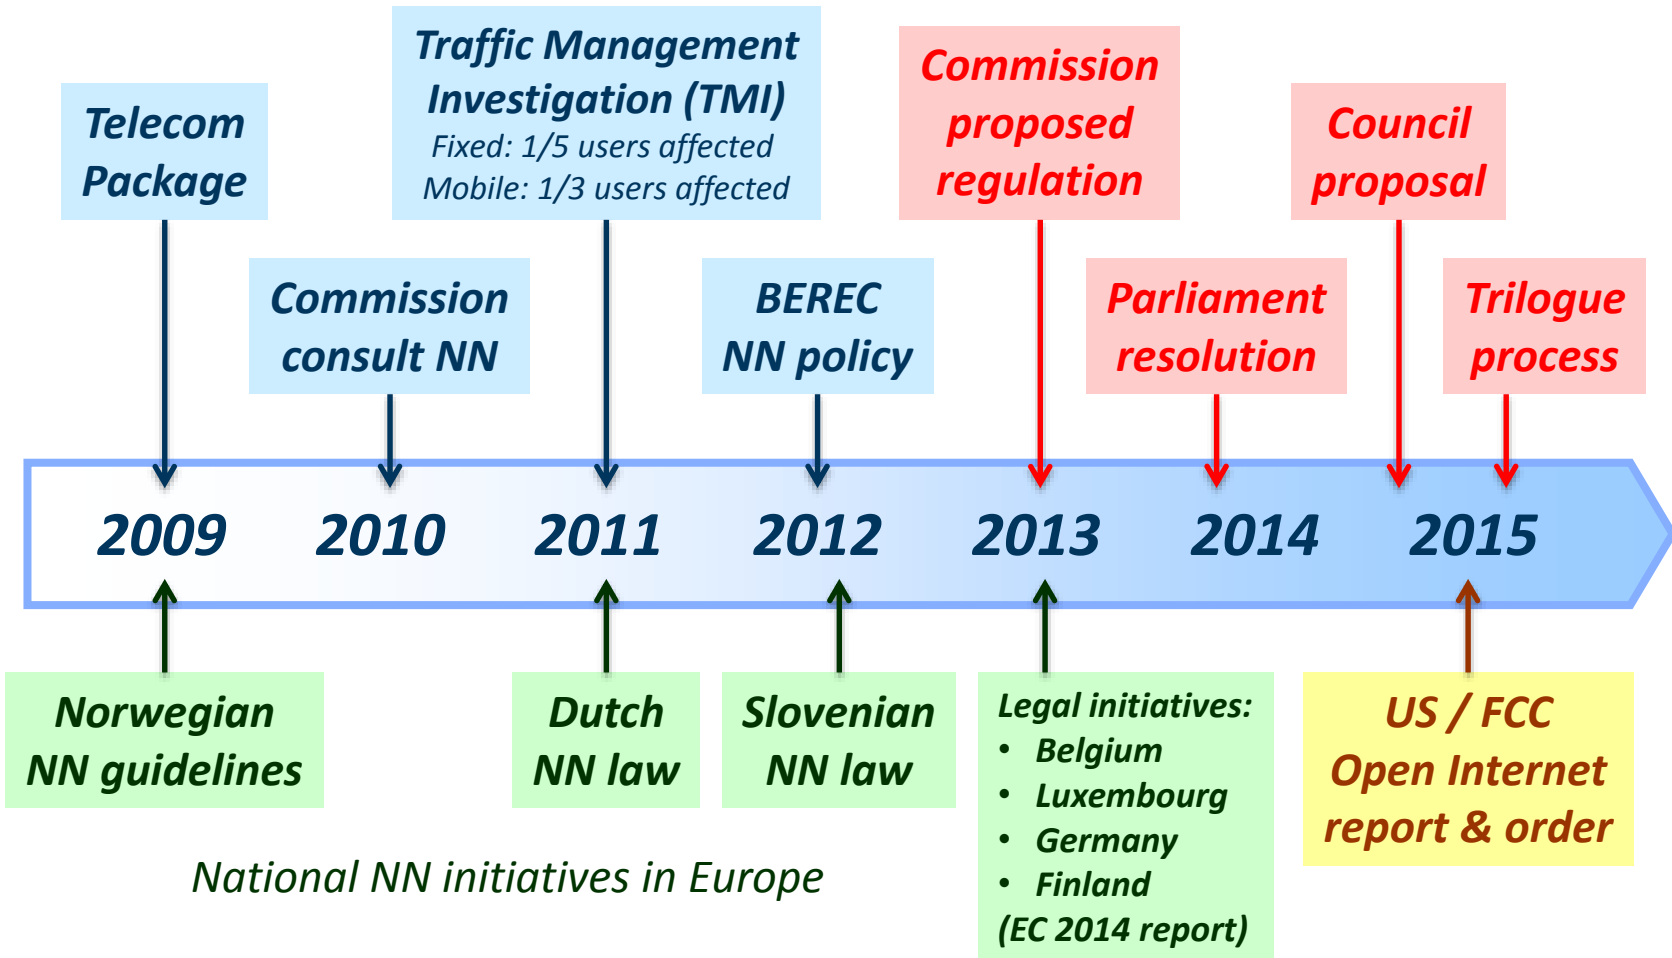 Telecom
Package
Commission
consult NN
Traffic Management
Investigation (TMI)
Fixed: 1/5 users affected
Mobile: 1/3 users affected
BEREC
NN policy
Commission
proposed
regulation
Parliament
resolution
Council
proposal
Trilogue
process
2009 2010 2011 2012 2013 2014 2015
Norwegian
NN guidelines
Dutch
NN law
Slovenian
NN law
Legal initiatives:
• Belgium
• Luxembourg
• Germany
• Finland
(EC 2014 report)
US / FCC
Open Internet
report & order
National NN initiatives in Europe